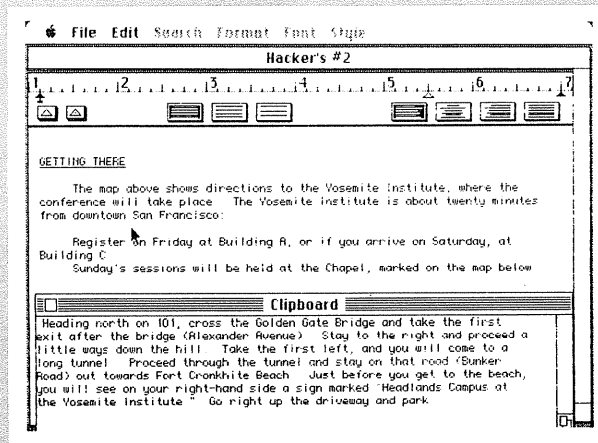 File Edit Search Format Font Style
Hacker's #2
1 2 3 4 5 6 7
GETTING THERE
The map above shows directions to the Yosemite Institute, where the
conference will take place The Yosemite Institute is about twenty minutes
from downtown San Francisco:
Register on Friday at Building A, or if you arrive on Saturday, at
Building C
Sunday's sessions will be held at the Chapel, marked on the map below
Clipboard
Heading north on 101, cross the Golden Gate Bridge and take the first
exit after the bridge (Alexander Avenue) Stay to the right and proceed a
little ways down the hill. Take the first left, and you will come to a
long tunnel Proceed through the tunnel and stay on that road (Bunker
Road) out towards Fort Cronkhite Beach Just before you get to the beach,
you will see on your right-hand side a sign marked "Headlands Campus at
the Yosemite Institute " Go right up the driveway and park